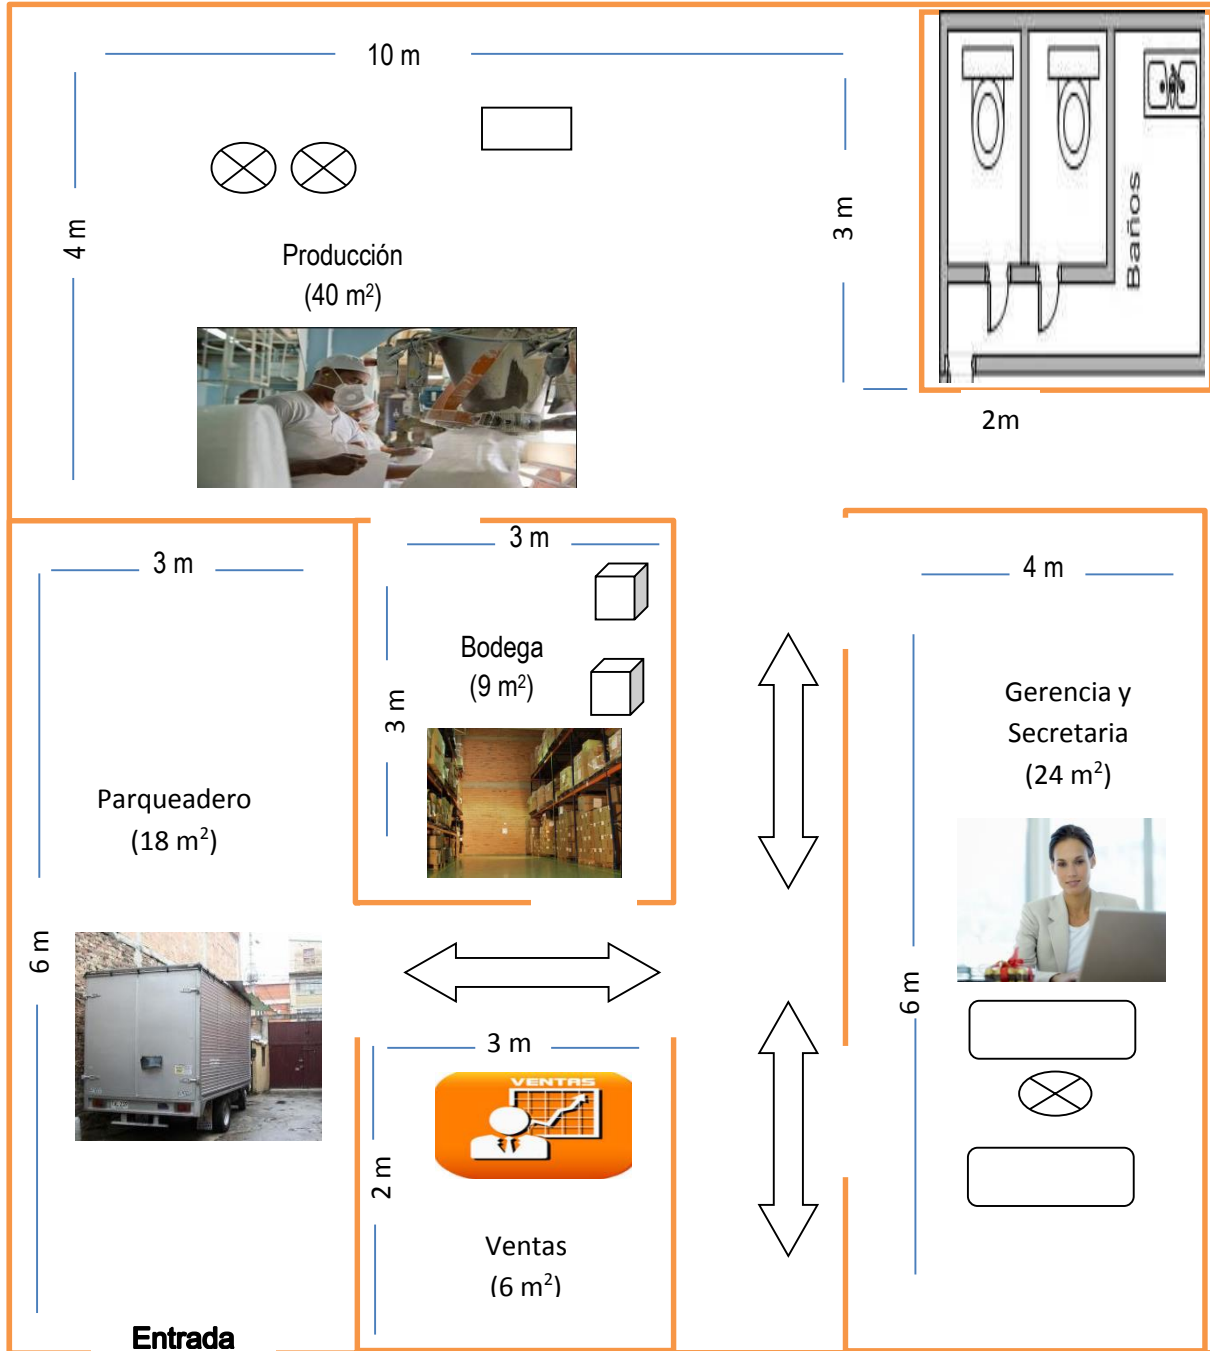 10 m
4 m
3 m
Producción
(40 m²)
Baños
2m
3 m
3 m
4 m
Bodega
(9 m²)
3 m
Gerencia y
Secretaria
(24 m²)
Parqueadero
(18 m²)
6 m
6 m
3 m
VENTAS
2 m
Ventas
(6 m²)
Entrada